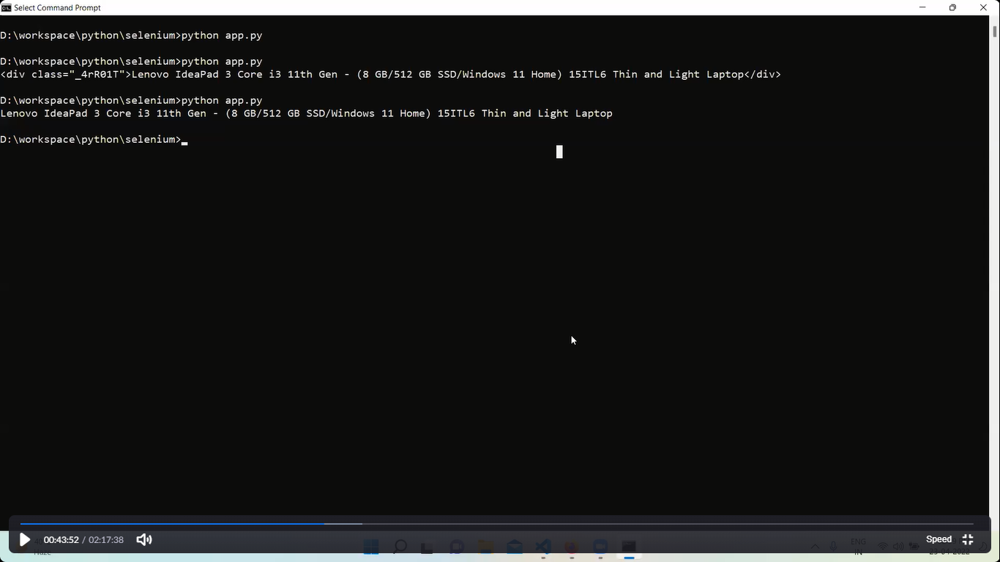 Select Command Prompt
D:\workspace\python\selenium>python app.py
D:\workspace\python\selenium>python app.py
<div class="_4rR01T">Lenovo IdeaPad 3 Core i3 11th Gen - (8 GB/512 GB SSD/Windows 11 Home) 15ITL6 Thin and Light Laptop</div>
D:\workspace\python\selenium>python app.py
Lenovo IdeaPad 3 Core i3 11th Gen - (8 GB/512 GB SSD/Windows 11 Home) 15ITL6 Thin and Light Laptop
D:\workspace\python\selenium>_
00:43:52 / 02:17:38
Speed
Haze
ENG
IN
23-04-2022